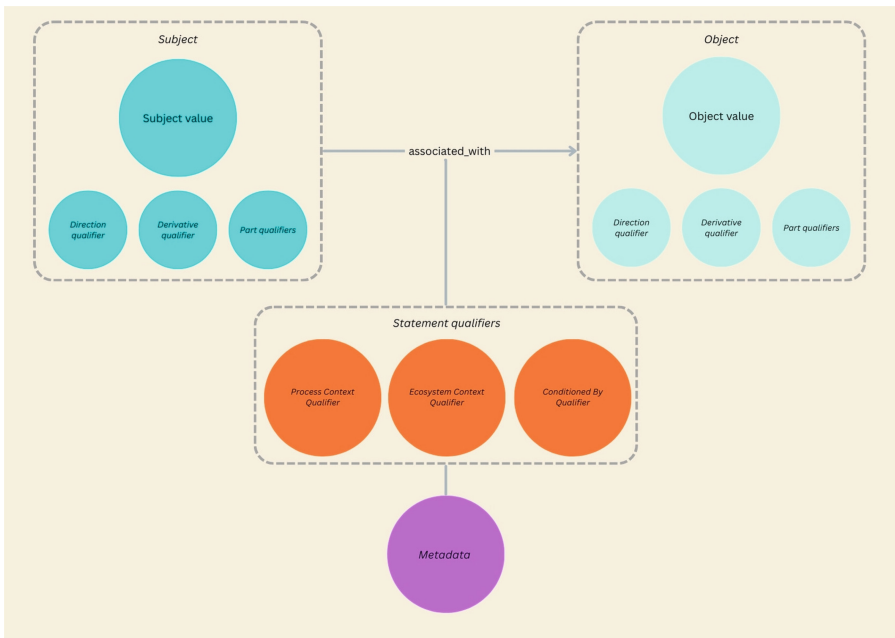 Subject
Subject value
Direction
qualifier
Derivative
qualifier
Part qualifiers
associated_with
Object
Object value
Direction
qualifier
Derivative
qualifier
Part qualifiers
Statement qualifiers
Process Context
Qualifier
Ecosystem Context
Qualifier
Conditioned By
Qualifier
Metadata